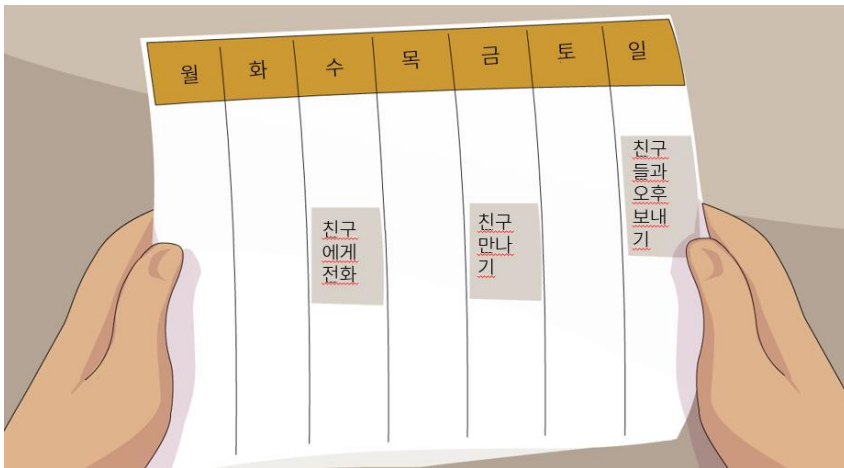 월 화 수 목 금 토 일
친구
에게
전화
친구
만나
기
친구
들과
오후
보내
기